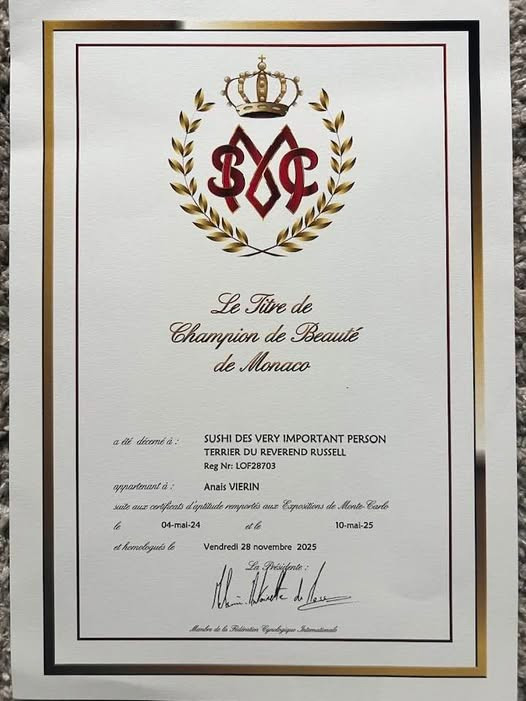 Le Titre de
Champion de Beauté
de Monaco
a été décerné à : SUSHI DES VERY IMPORTANT PERSON
TERRIER DU REVEREND RUSSELL
Reg Nr: LOF28703
appartenant à : Anais VIERIN
suite aux certificats d'aptitude remportés aux Expositions de Monte-Carlo
le 04-mai-24 et le 10-mai-25
et homologués le Vendredi 28 novembre 2025
La Présidente :
Membre de la Fédération Cynologique Internationale